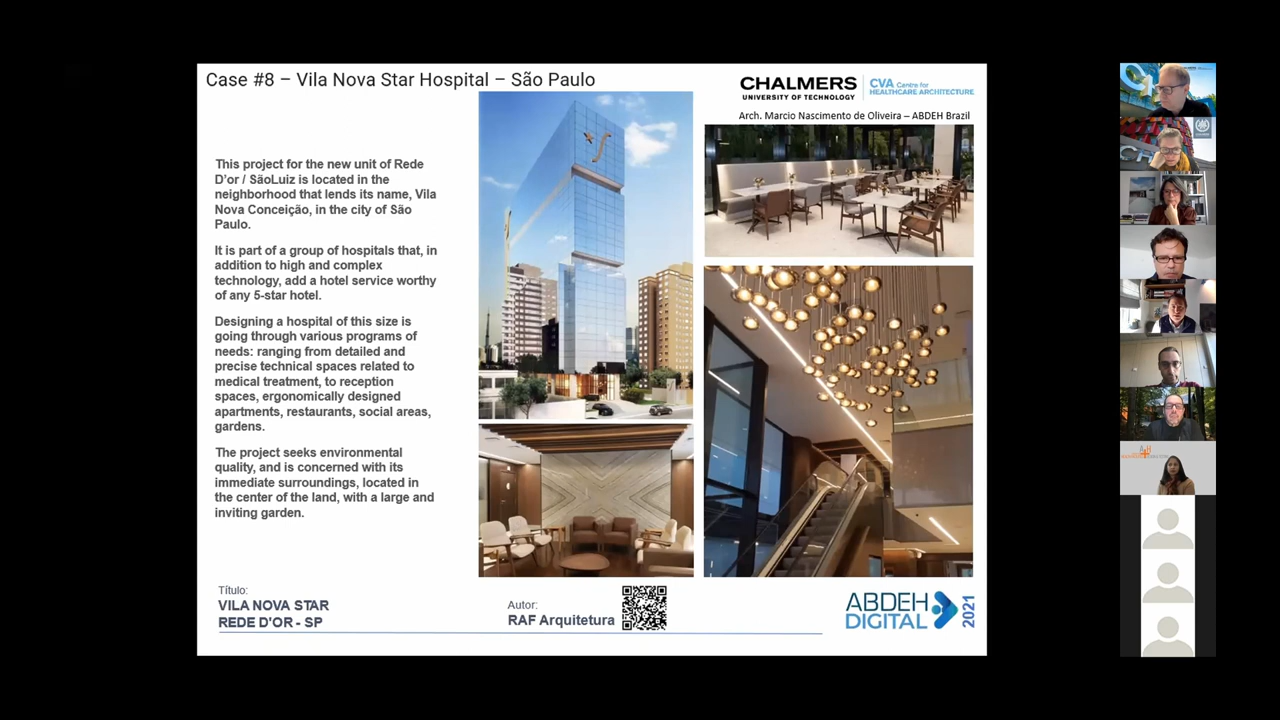 Case #8 – Vila Nova Star Hospital – São Paulo
CHALMERS
UNIVERSITY OF TECHNOLOGY
CVA Centre for
HEALTHCARE ARCHITECTURE
Arch. Marcio Nascimento de Oliveira – ABDEH Brazil
This project for the new unit of Rede
D'or / SãoLuiz is located in the
neighborhood that lends its name, Vila
Nova Conceição, in the city of São
Paulo.
It is part of a group of hospitals that, in
addition to high and complex
technology, add a hotel service worthy
of any 5-star hotel.
Designing a hospital of this size is
going through various programs of
needs: ranging from detailed and
precise technical spaces related to
medical treatment, to reception
spaces, ergonomically designed
apartments, restaurants, social areas,
gardens.
The project seeks environmental
quality, and is concerned with its
immediate surroundings, located in
the center of the land, with a large and
inviting garden.
Título:
VILA NOVA STAR
REDE D'OR - SP
Autor:
RAF Arquitetura
ABDEH
DIGITAL
2021